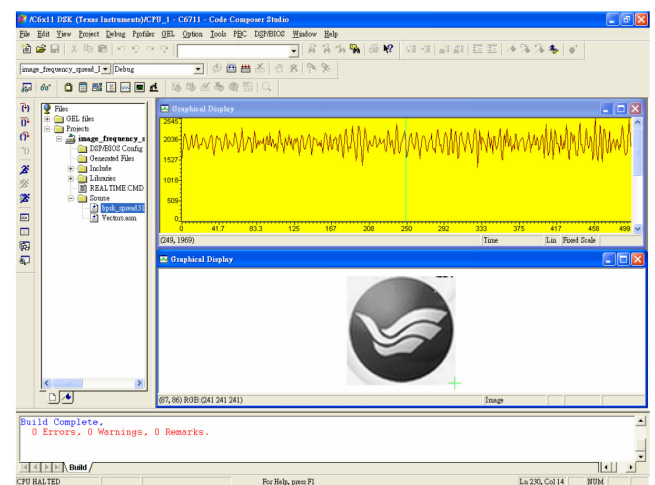 /C6x11 DSK (Texas Instruments)/CPU_1 - C6711 - Code Composer Studio
File Edit View Project Debug Profiler GEL Option Tools PBC DSP/BIOS Window Help
image_frequency_spread_1 Debug
Files
GEL files
Projects
image_frequency_s
DSP/BIOS Config
Generated Files
Include
Libraries
REALTIME.CMD
Source
bpsk_spread31
Vectors.asm
Graphical Display
2545
2036
1527
1018
509
0
0 41.7 83.3 125 167 208 250 292 333 375 417 458 499
(249, 1969) Time Lin Fixed Scale
Graphical Display
(87, 86) RGB:(241 241 241) Image
Build Complete,
0 Errors, 0 Warnings, 0 Remarks.
Build
CPU HALTED For Help, press F1 Ln 230, Col 14 NUM